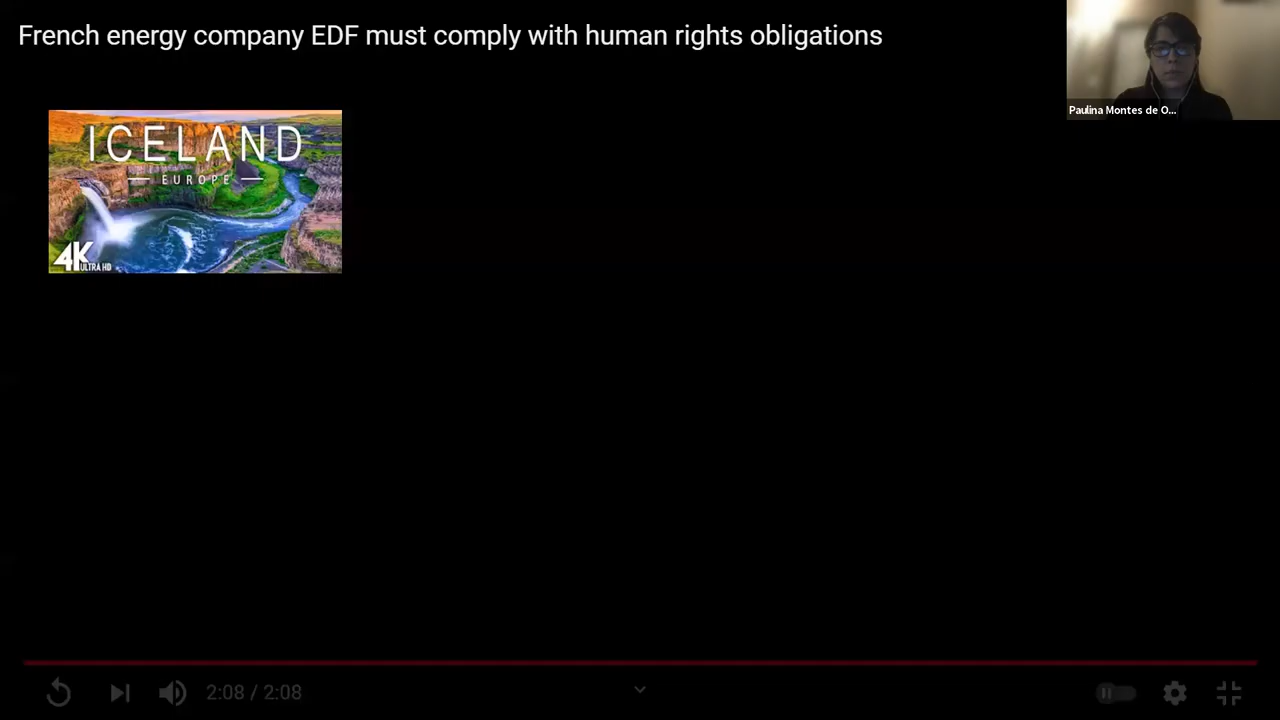 French energy company EDF must comply with human rights obligations
Paulina Montes de O...
ICELAND
EUROPE
4K
ULTRA HD
2:08 / 2:08